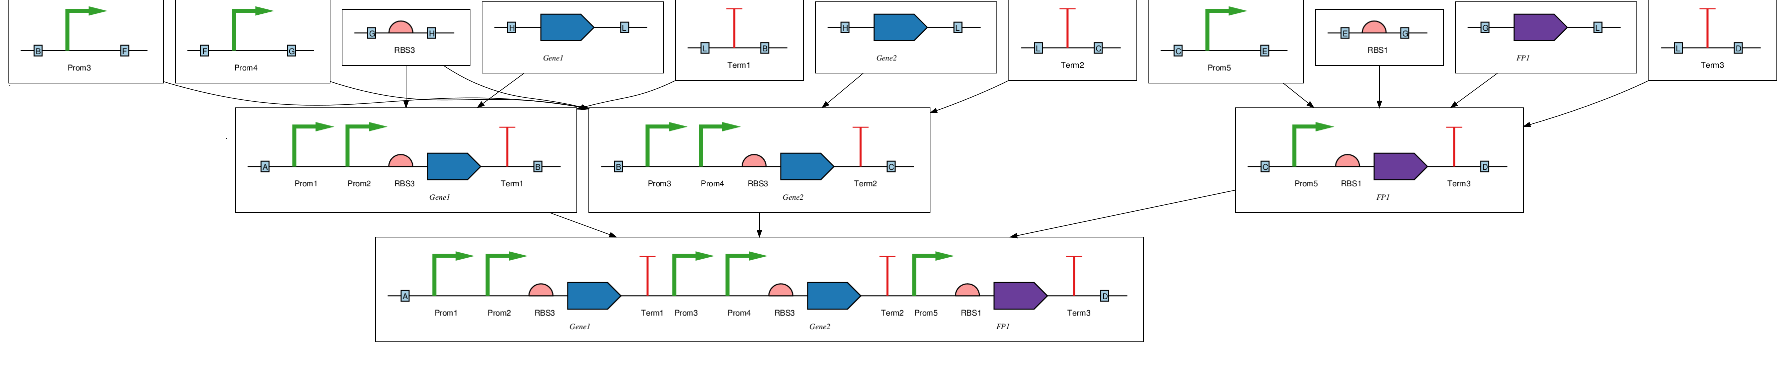 B F
Prom3
F G
Prom4
G H
RBS3
H L
Gene1
L B
Term1
H L
Gene2
L C
Term2
C E
Prom5
E G
RBS1
G L
FP1
L D
Term3
A B
Prom1 Prom2 RBS3 Term1
Gene1
B C
Prom3 Prom4 RBS3 Term2
Gene2
C D
Prom5 RBS1 Term3
FP1
A D
Prom1 Prom2 RBS3 Term1 Prom3 Prom4 RBS3 Term2 Prom5 RBS1 Term3
Gene1 Gene2 FP1